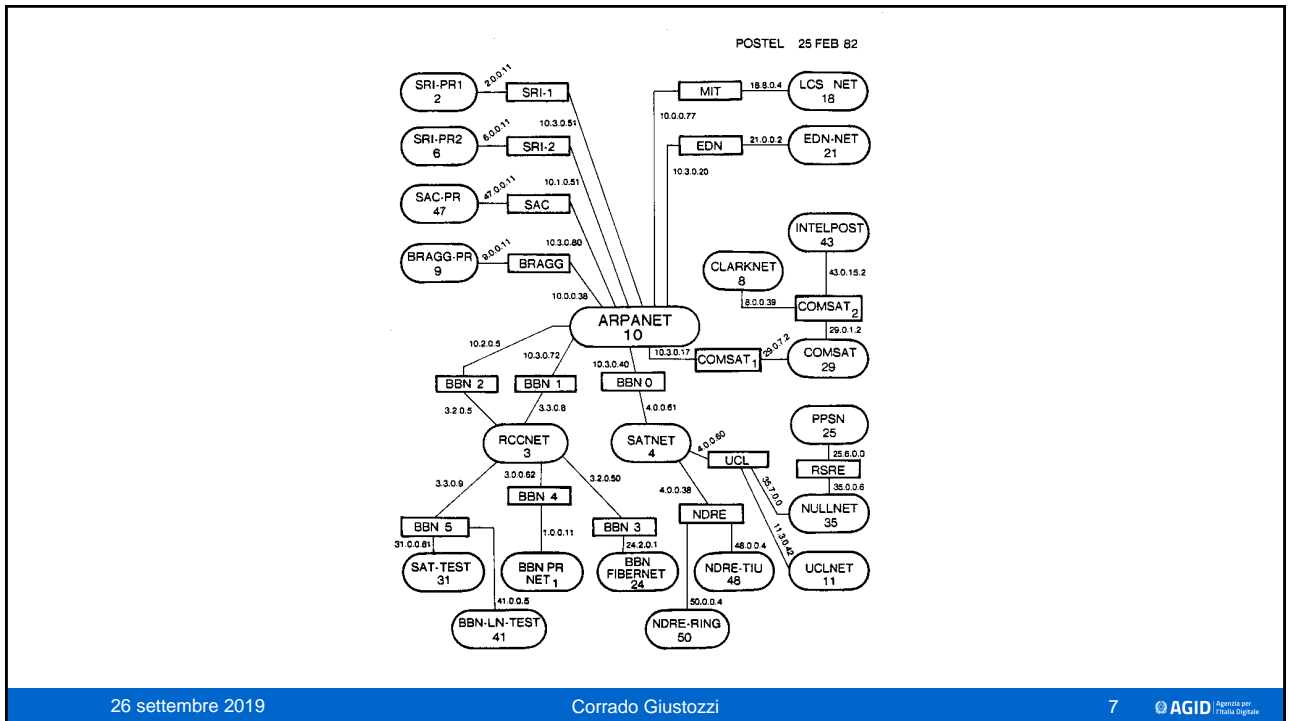 POSTEL 25 FEB 82
SRI-PR1
2
2.0.0.11
SRI-1
10.3.0.51
MIT
10.0.0.77
18.8.0.4
LCS NET
18
SRI-PR2
6
6.0.0.11
SRI-2
10.1.0.51
EDN
10.3.0.20
21.0.0.2
EDN-NET
21
SAC-PR
47
47.0.0.11
SAC
10.3.0.80
BRAGG-PR
9
9.0.0.11
BRAGG
10.0.0.38
INTELPOST
43
43.0.15.2
CLARKNET
8
8.0.0.39
COMSAT 2
29.0.1.2
ARPANET
10
10.3.0.17
COMSAT 1
29.0.7.2
COMSAT
29
10.2.0.5
10.3.0.72
10.3.0.40
BBN 2
BBN 1
BBN 0
3.2.0.5
3.3.0.8
4.0.0.61
RCCNET
3
SATNET
4
4.0.0.60
UCL
PPSN
25
25.6.0.0
RSRE
35.0.0.6
35.7.0.0
NULLNET
35
3.3.0.9
3.0.0.62
3.2.0.50
4.0.0.38
11.3.0.42
BBN 5
BBN 4
BBN 3
NDRE
31.0.0.61
1.0.0.11
24.2.0.1
48.0.0.4
SAT-TEST
31
BBN PR
NET 1
BBN
FIBERNET
24
NDRE-TIU
48
UCLNET
11
41.0.0.5
50.0.0.4
BBN-LN-TEST
41
NDRE-RING
50
26 settembre 2019
Corrado Giustozzi
7
AGID Agenzia per
l'Italia Digitale